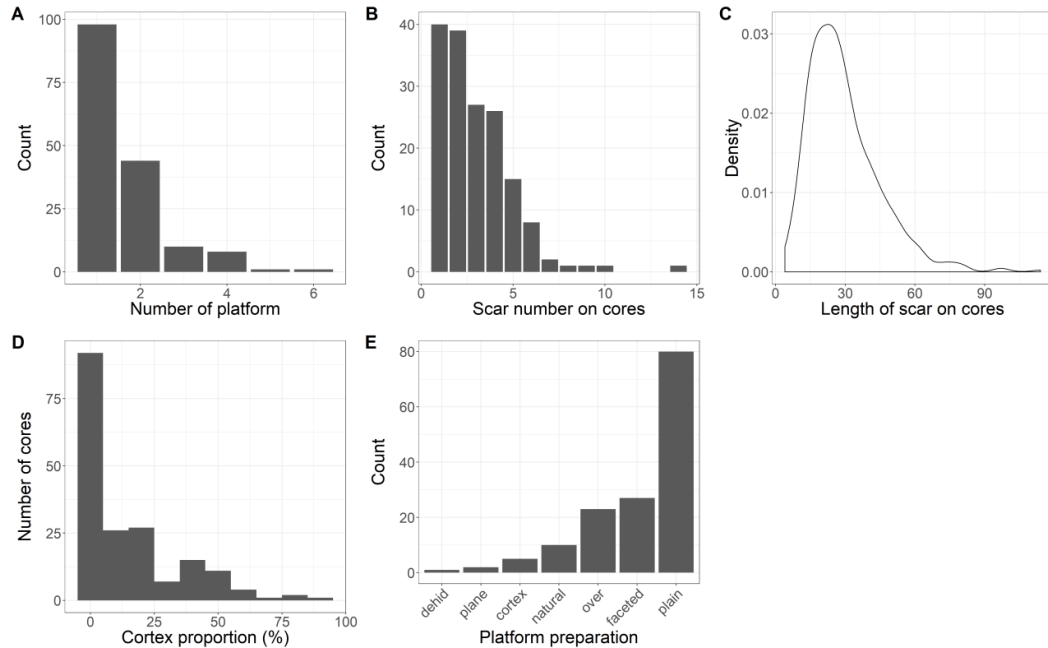 A
B
C
100
75
50
25
0
Count
2
4
6
Number of platform
40
30
20
10
0
Count
0
5
10
15
Scar number on cores
0.03
0.02
0.01
0.00
Density
0
30
60
90
Length of scar on cores
D
E
75
50
25
0
Number of cores
0
25
50
75
100
Cortex proportion (%)
80
60
40
20
0
Count
dehid
plane
cortex
natural
over
faceted
plain
Platform preparation